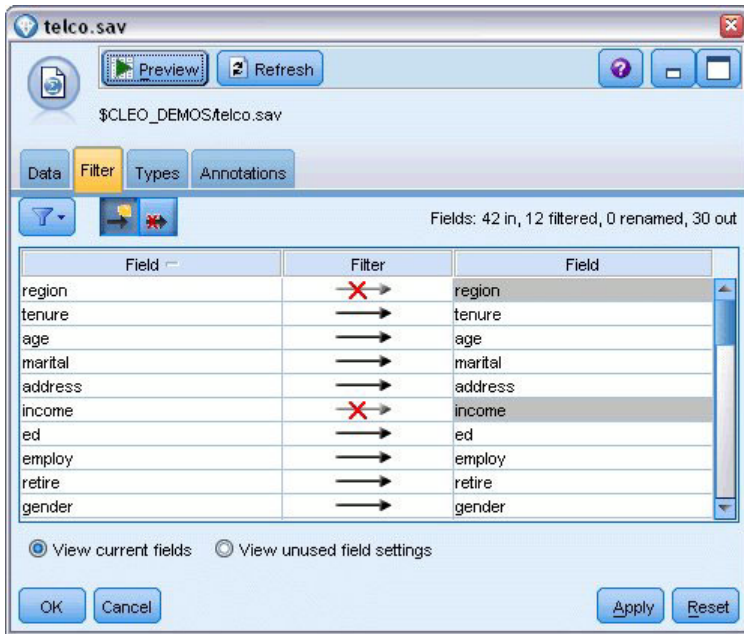 telco.sav
Preview Refresh
$CLEO_DEMOS/telco.sav
Data Filter Types Annotations
Fields: 42 in, 12 filtered, 0 renamed, 30 out
Field Filter Field
region region
tenure tenure
age age
marital marital
address address
income income
ed ed
employ employ
retire retire
gender gender
View current fields View unused field settings
OK Cancel Apply Reset